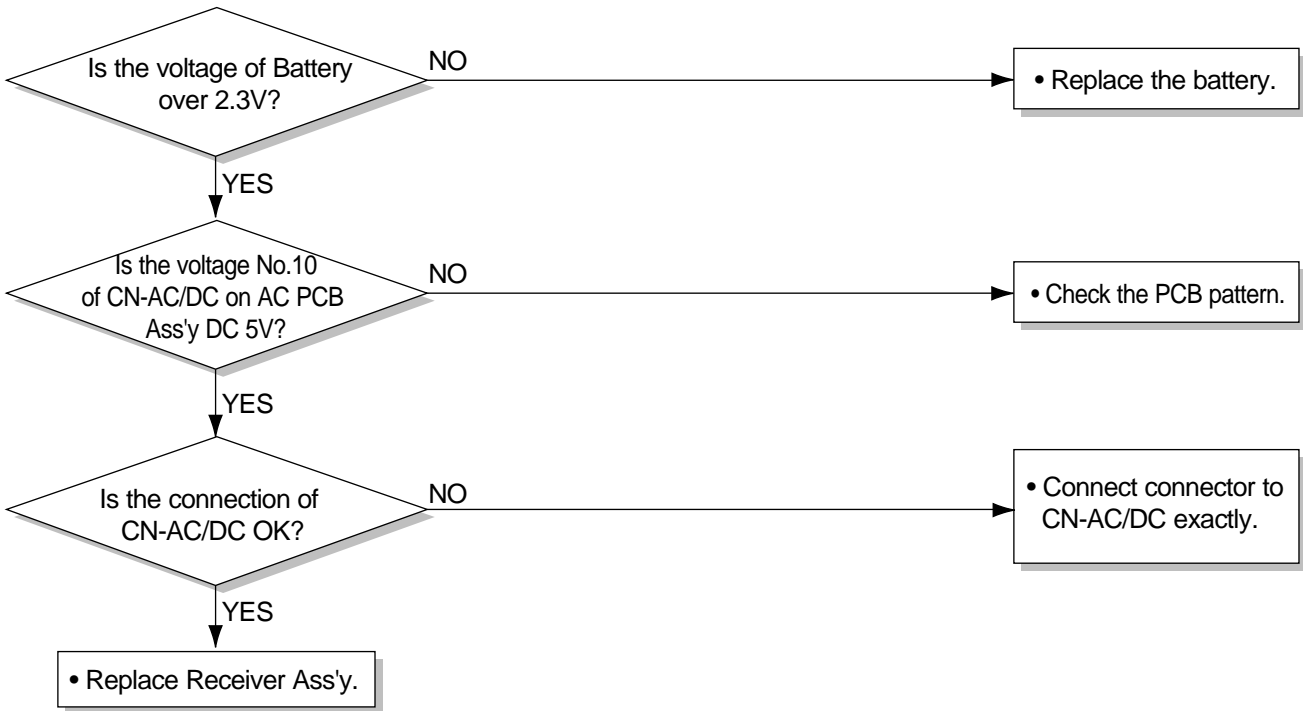 Is the voltage of Battery
over 2.3V?
NO
• Replace the battery.
YES
Is the voltage No.10
of CN-AC/DC on AC PCB
Ass'y DC 5V?
NO
• Check the PCB pattern.
YES
Is the connection of
CN-AC/DC OK?
NO
• Connect connector to
CN-AC/DC exactly.
YES
• Replace Receiver Ass'y.